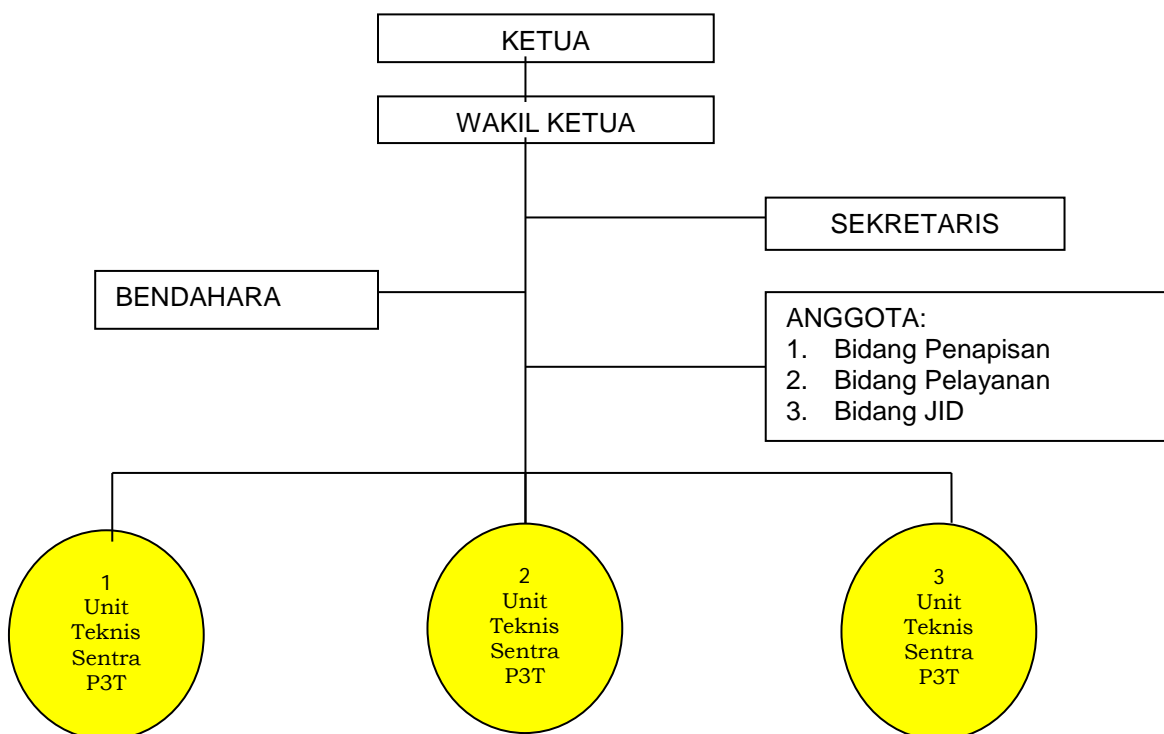 KETUA
WAKIL KETUA
SEKRETARIS
BENDAHARA
ANGGOTA:
1. Bidang Penapisan
2. Bidang Pelayanan
3. Bidang JID
1
Unit
Teknis
Sentra
P3T
2
Unit
Teknis
Sentra
P3T
3
Unit
Teknis
Sentra
P3T